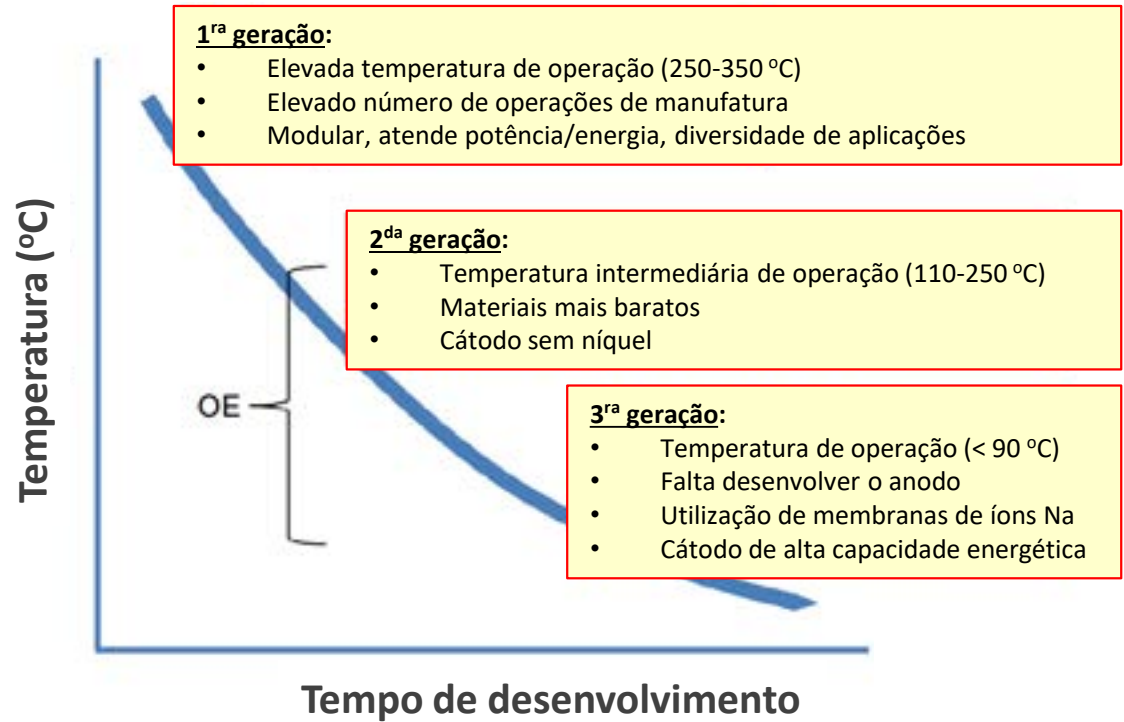 1ra geração:
• Elevada temperatura de operação (250-350 oC)
• Elevado número de operações de manufatura
• Modular, atende potência/energia, diversidade de aplicações
2da geração:
• Temperatura intermediária de operação (110-250 oC)
• Materiais mais baratos
• Cátodo sem níquel
OE
3ra geração:
• Temperatura de operação (< 90 oC)
• Falta desenvolver o anodo
• Utilização de membranas de íons Na
• Cátodo de alta capacidade energética
Temperatura (oC)
Tempo de desenvolvimento